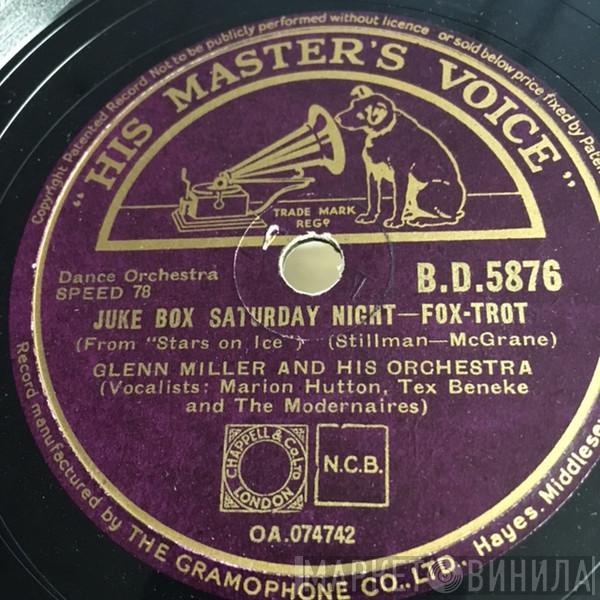 Copyright Patented Record Not to be publicly performed without licence or sold below price fixed by Paten
"HIS MASTER'S VOICE"
TRADE MARK
REGD
Dance Orchestra
SPEED 78
B.D.5876
JUKE BOX SATURDAY NIGHT—FOX-TROT
(From "Stars on Ice") (Stillman—McGrane)
GLENN MILLER AND HIS ORCHESTRA
(Vocalists: Marion Hutton, Tex Beneke
and The Modernaires)
CHAPPELL & Co LTD
LONDON
N.C.B.
OA.074742
Record manufactured by THE GRAMOPHONE CO. LTD. Hayes. Middlesex
МАРКЕТ ВИНИЛА